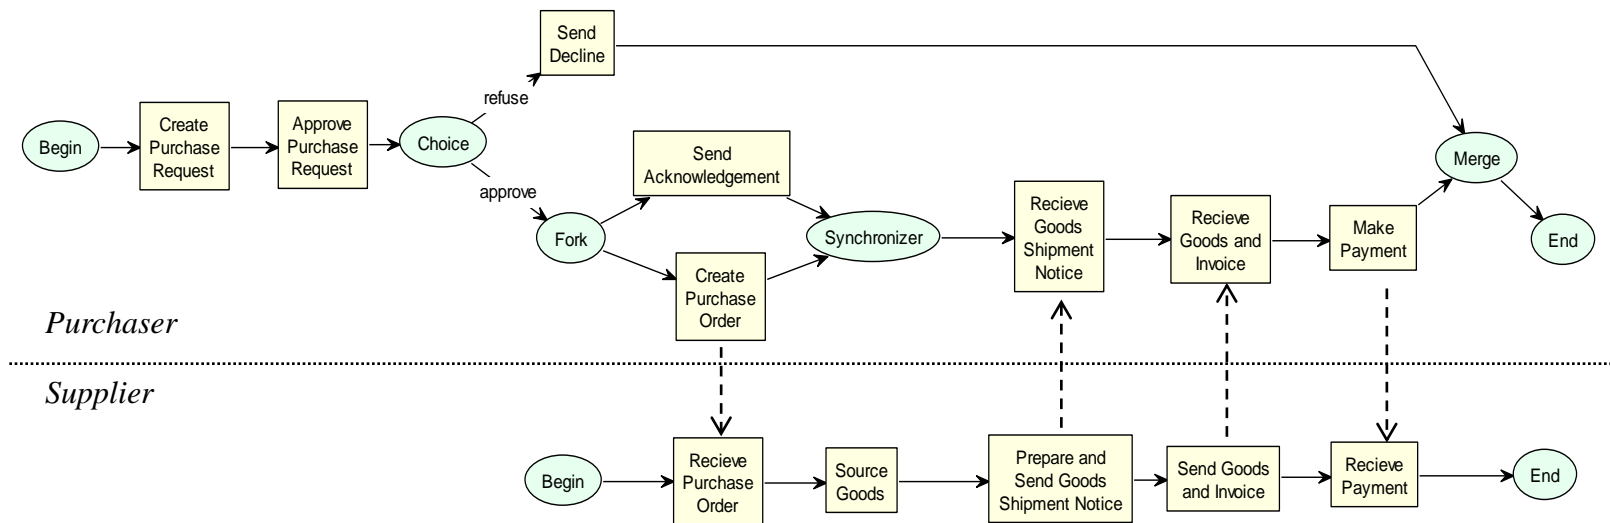 Send
Decline
refuse
Begin
Create
Purchase
Request
Approve
Purchase
Request
Choice
approve
Send
Acknowledgement
Fork
Create
Purchase
Order
Synchronizer
Recieve
Goods
Shipment
Notice
Recieve
Goods and
Invoice
Make
Payment
Merge
End
Purchaser
Supplier
Begin
Recieve
Purchase
Order
Source
Goods
Prepare and
Send Goods
Shipment Notice
Send Goods
and Invoice
Recieve
Payment
End